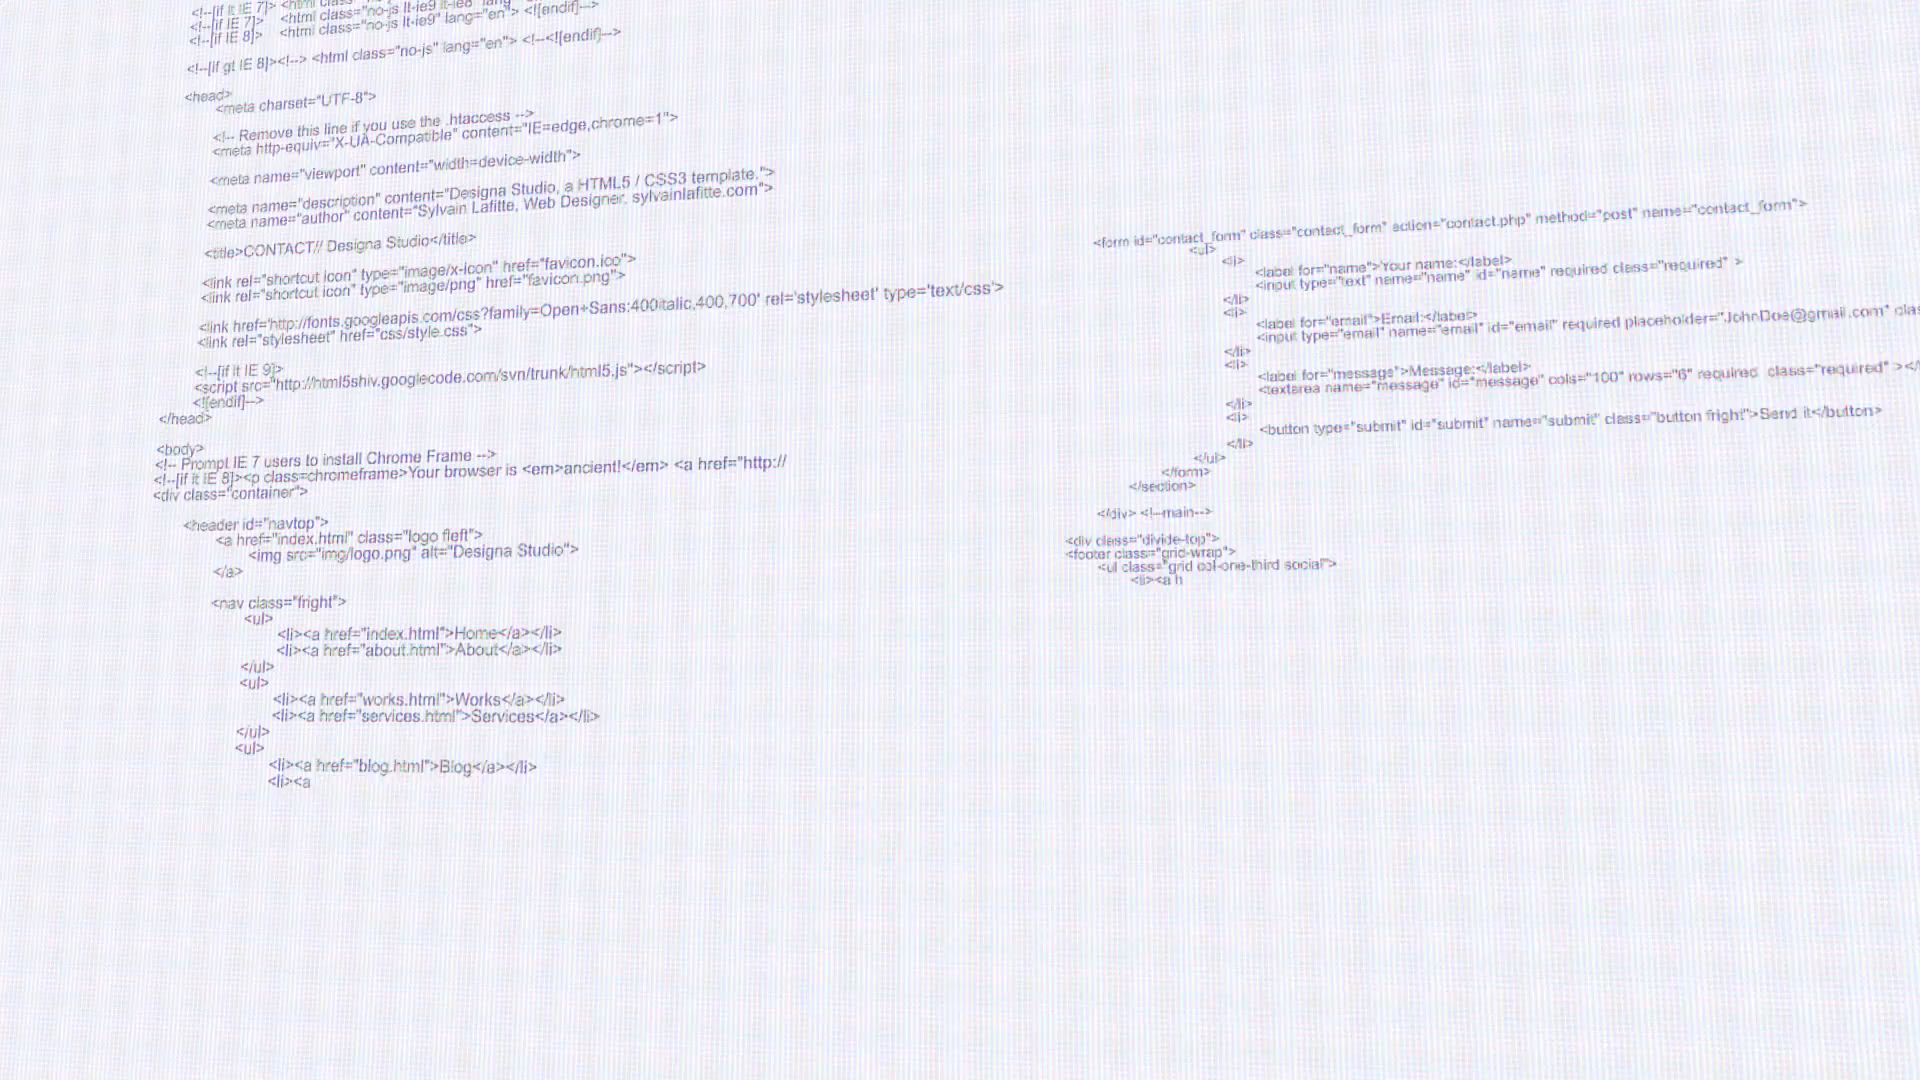 <!--[if lt IE 7]> <html class=
<!--[if IE 7]> <html class="no-js lt-ie9 lt-ie8" lang=
<!--[if IE 8]> <html class="no-js lt-ie9" lang="en"> <![endif]-->
<!--[if gt IE 8]><!--> <html class="no-js" lang="en"> <!--<![endif]-->
<head>
<meta charset="UTF-8">
<!-- Remove this line if you use the .htaccess -->
<meta http-equiv="X-UA-Compatible" content="IE=edge,chrome=1">
<meta name="viewport" content="width=device-width">
<meta name="description" content="Designa Studio, a HTML5 / CSS3 template.">
<meta name="author" content="Sylvain Lafitte, Web Designer, sylvainlafitte.com">
<title>CONTACT// Designa Studio</title>
<link rel="shortcut icon" type="image/x-icon" href="favicon.ico">
<link rel="shortcut icon" type="image/png" href="favicon.png">
<link href='http://fonts.googleapis.com/css?family=Open+Sans:400italic,400,700' rel='stylesheet' type='text/css'>
<link rel="stylesheet" href="css/style.css">
<!--[if lt IE 9]>
<script src="http://html5shiv.googlecode.com/svn/trunk/html5.js"></script>
<![endif]-->
</head>
<body>
<!-- Prompt IE 7 users to install Chrome Frame -->
<!--[if lt IE 8]><p class=chromeframe>Your browser is <em>ancient!</em> <a href="http://
<div class="container">
<header id="navtop">
<a href="index.html" class="logo fleft">
<img src="img/logo.png" alt="Designa Studio">
</a>
<nav class="fright">
<ul>
<li><a href="index.html">Home</a></li>
<li><a href="about.html">About</a></li>
</ul>
<ul>
<li><a href="works.html">Works</a></li>
<li><a href="services.html">Services</a></li>
</ul>
<ul>
<li><a href="blog.html">Blog</a></li>
<li><a
<form id="contact_form" class="contact_form" action="contact.php" method="post" name="contact_form">
<ul>
<li>
<label for="name">Your name:</label>
<input type="text" name="name" id="name" required class="required" >
</li>
<li>
<label for="email">Email:</label>
<input type="email" name="email" id="email" required placeholder="JohnDoe@gmail.com" clas
</li>
<li>
<label for="message">Message:</label>
<textarea name="message" id="message" cols="100" rows="6" required class="required" ></
</li>
<li>
<button type="submit" id="submit" name="submit" class="button fright">Send it</button>
</li>
</ul>
</form>
</section>
</div> <!--main-->
<div class="divide-top">
<footer class="grid-wrap">
<ul class="grid col-one-third social">
<li><a h